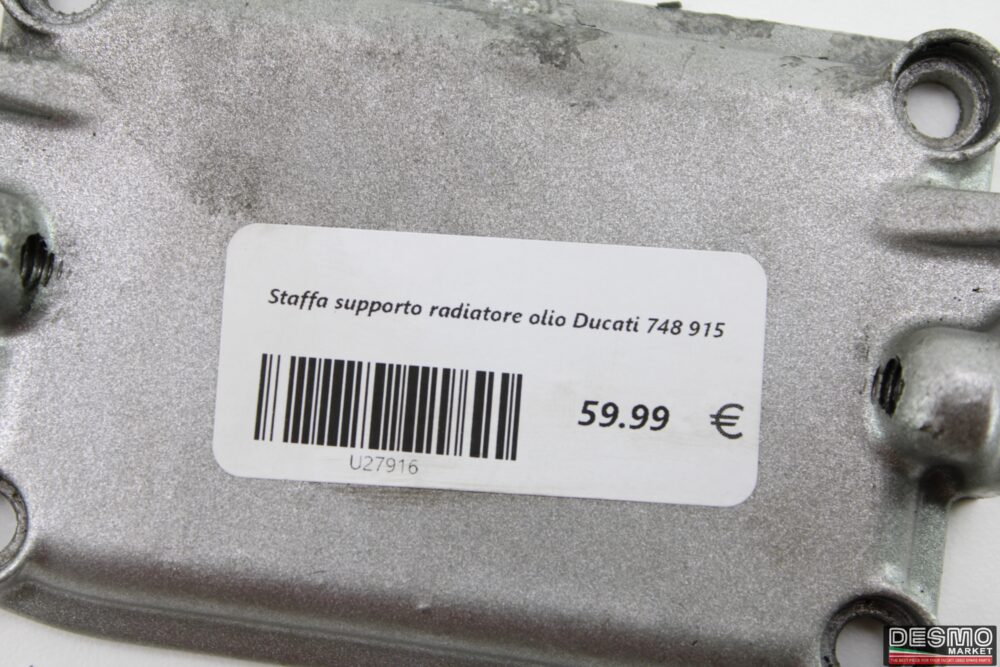 Staffa supporto radiatore olio Ducati 748 915
59.99 €
U27916
DESMO
MARKET